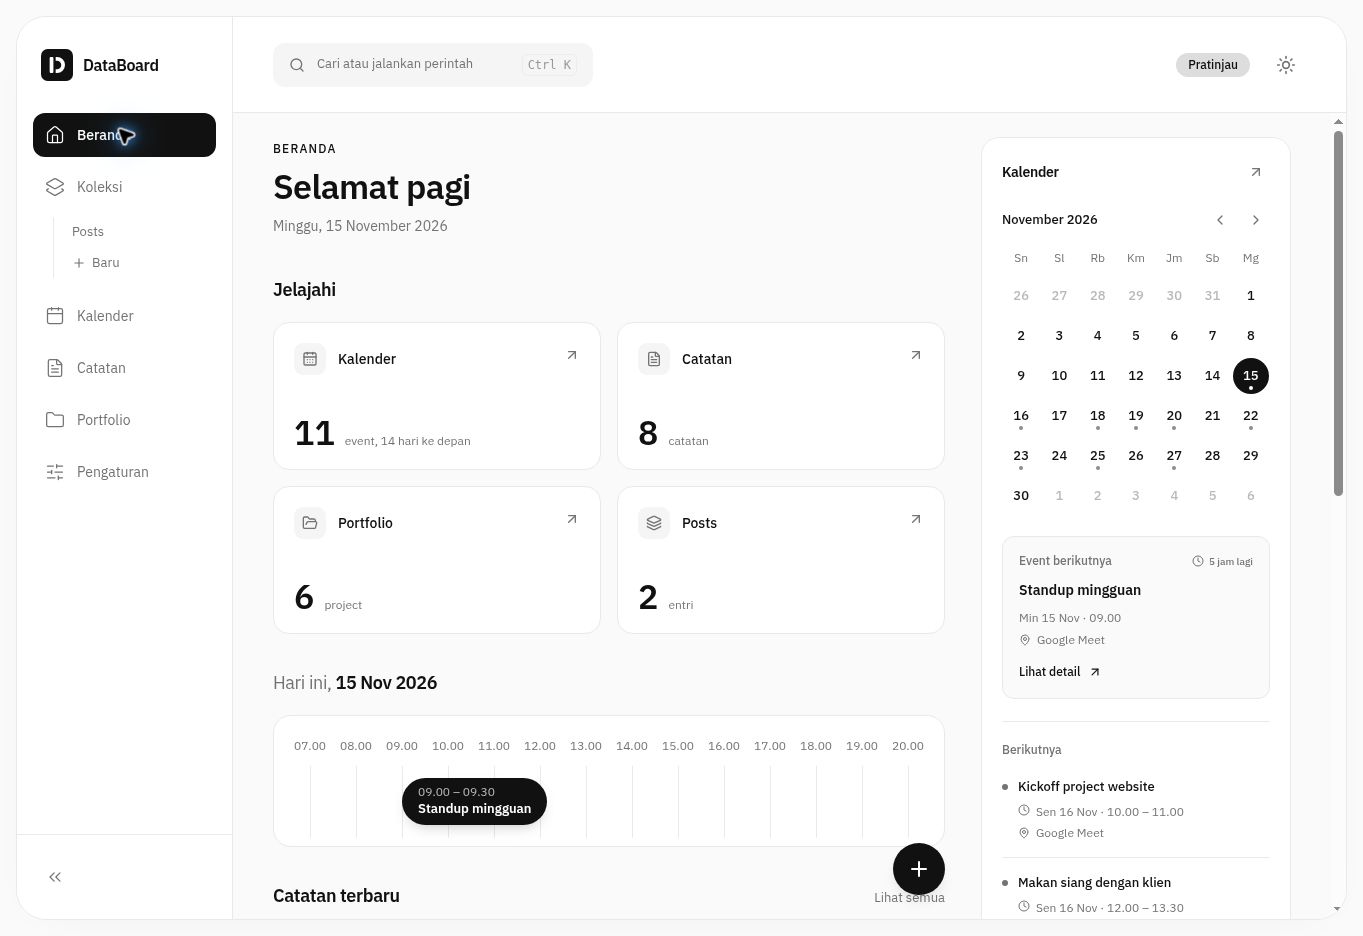 DataBoard
Cari atau jalankan perintah
Ctrl K
Pratinjau
Koleksi
Posts
Baru
Kalender
Catatan
Portfolio
Pengaturan
BERANDA
Selamat pagi
Minggu, 15 November 2026
Jelajahi
Kalender
11 event, 14 hari ke depan
Catatan
8 catatan
Portfolio
6 project
Posts
2 entri
Hari ini, 15 Nov 2026
07.00 08.00 09.00 10.00 11.00 12.00 13.00 14.00 15.00 16.00 17.00 18.00 19.00 20.00
09.00 – 09.30
Standup mingguan
Catatan terbaru
Lihat semua
Kalender
November 2026
Sn Sl Rb Km Jm Sb Mg
26 27 28 29 30 31 1
2 3 4 5 6 7 8
9 10 11 12 13 14 15
16 17 18 19 20 21 22
23 24 25 26 27 28 29
30 1 2 3 4 5 6
Event berikutnya
5 jam lagi
Standup mingguan
Min 15 Nov · 09.00
Google Meet
Lihat detail
Berikutnya
Kickoff project website
Sen 16 Nov · 10.00 – 11.00
Google Meet
Makan siang dengan klien
Sen 16 Nov · 12.00 – 13.30